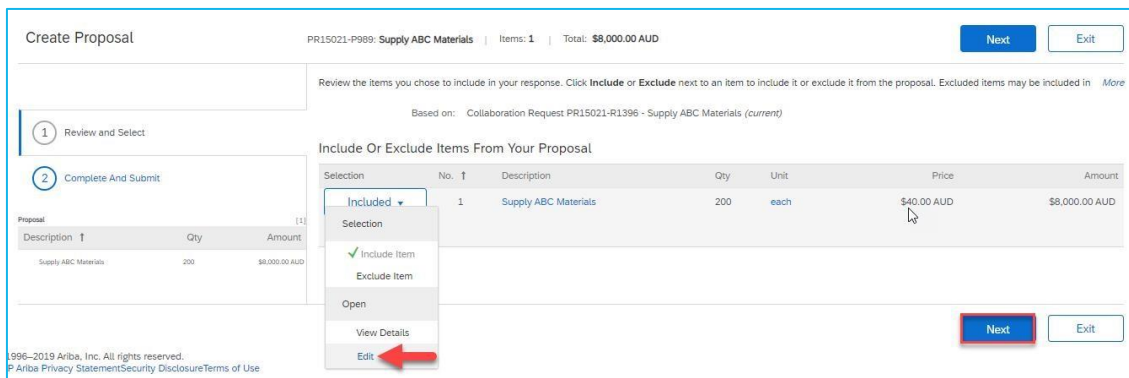 Create Proposal
PR15021-P989: Supply ABC Materials | Items: 1 | Total: $8,000.00 AUD
Next
Exit
Review the items you chose to include in your response. Click Include or Exclude next to an item to include it or exclude it from the proposal. Excluded items may be included in More
Based on: Collaboration Request PR15021-R1396 - Supply ABC Materials (current)
1 Review and Select
2 Complete And Submit
Proposal [1]
Description ↑ Qty Amount
Supply ABC Materials 200 $8,000.00 AUD
Include Or Exclude Items From Your Proposal
Selection No. ↑ Description Qty Unit Price Amount
Included ▾ 1 Supply ABC Materials 200 each $40.00 AUD $8,000.00 AUD
Selection
✓ Include Item
Exclude Item
Open
View Details
Edit
Next
Exit
996–2019 Ariba, Inc. All rights reserved.
P Ariba Privacy StatementSecurity DisclosureTerms of Use